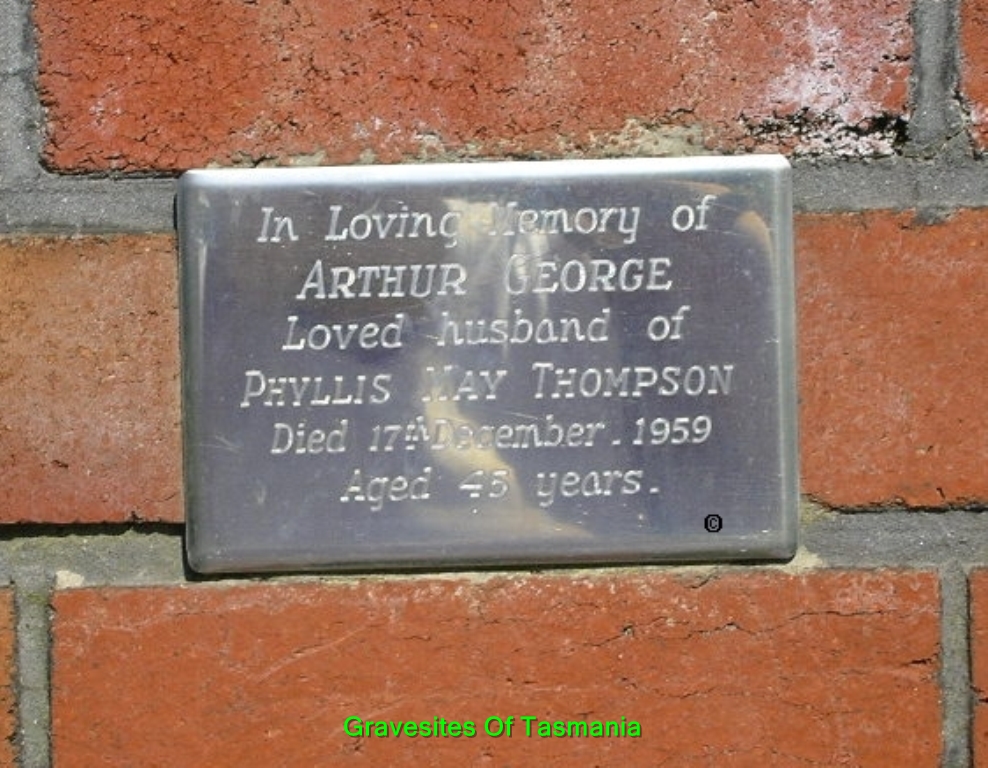 In Loving Memory of
ARTHUR GEORGE
Loved husband of
PHYLLIS MAY THOMPSON
Died 17th December. 1959
Aged 45 years.
©
Gravesites Of Tasmania